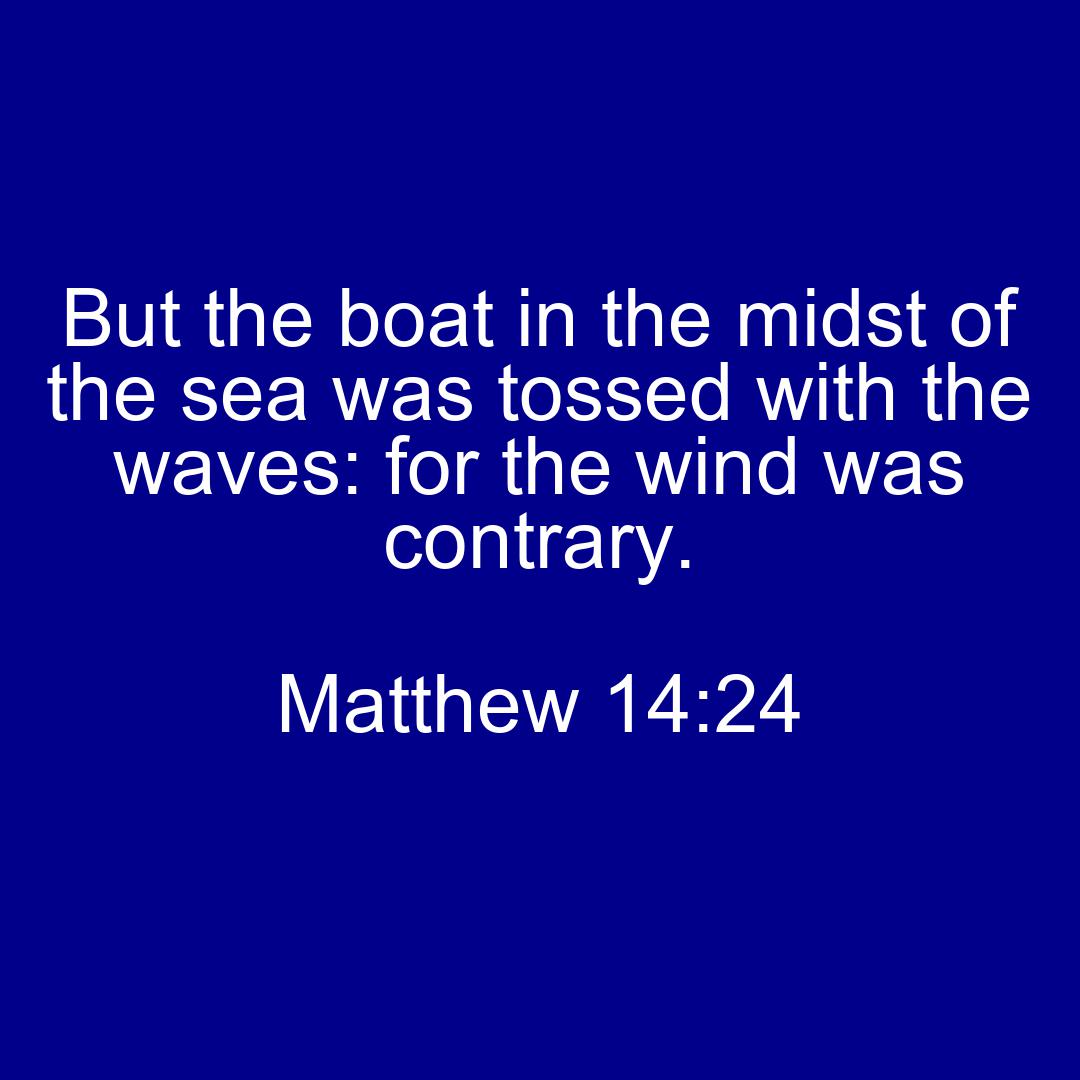 But the boat in the midst of
the sea was tossed with the
waves: for the wind was
contrary.
Matthew 14:24